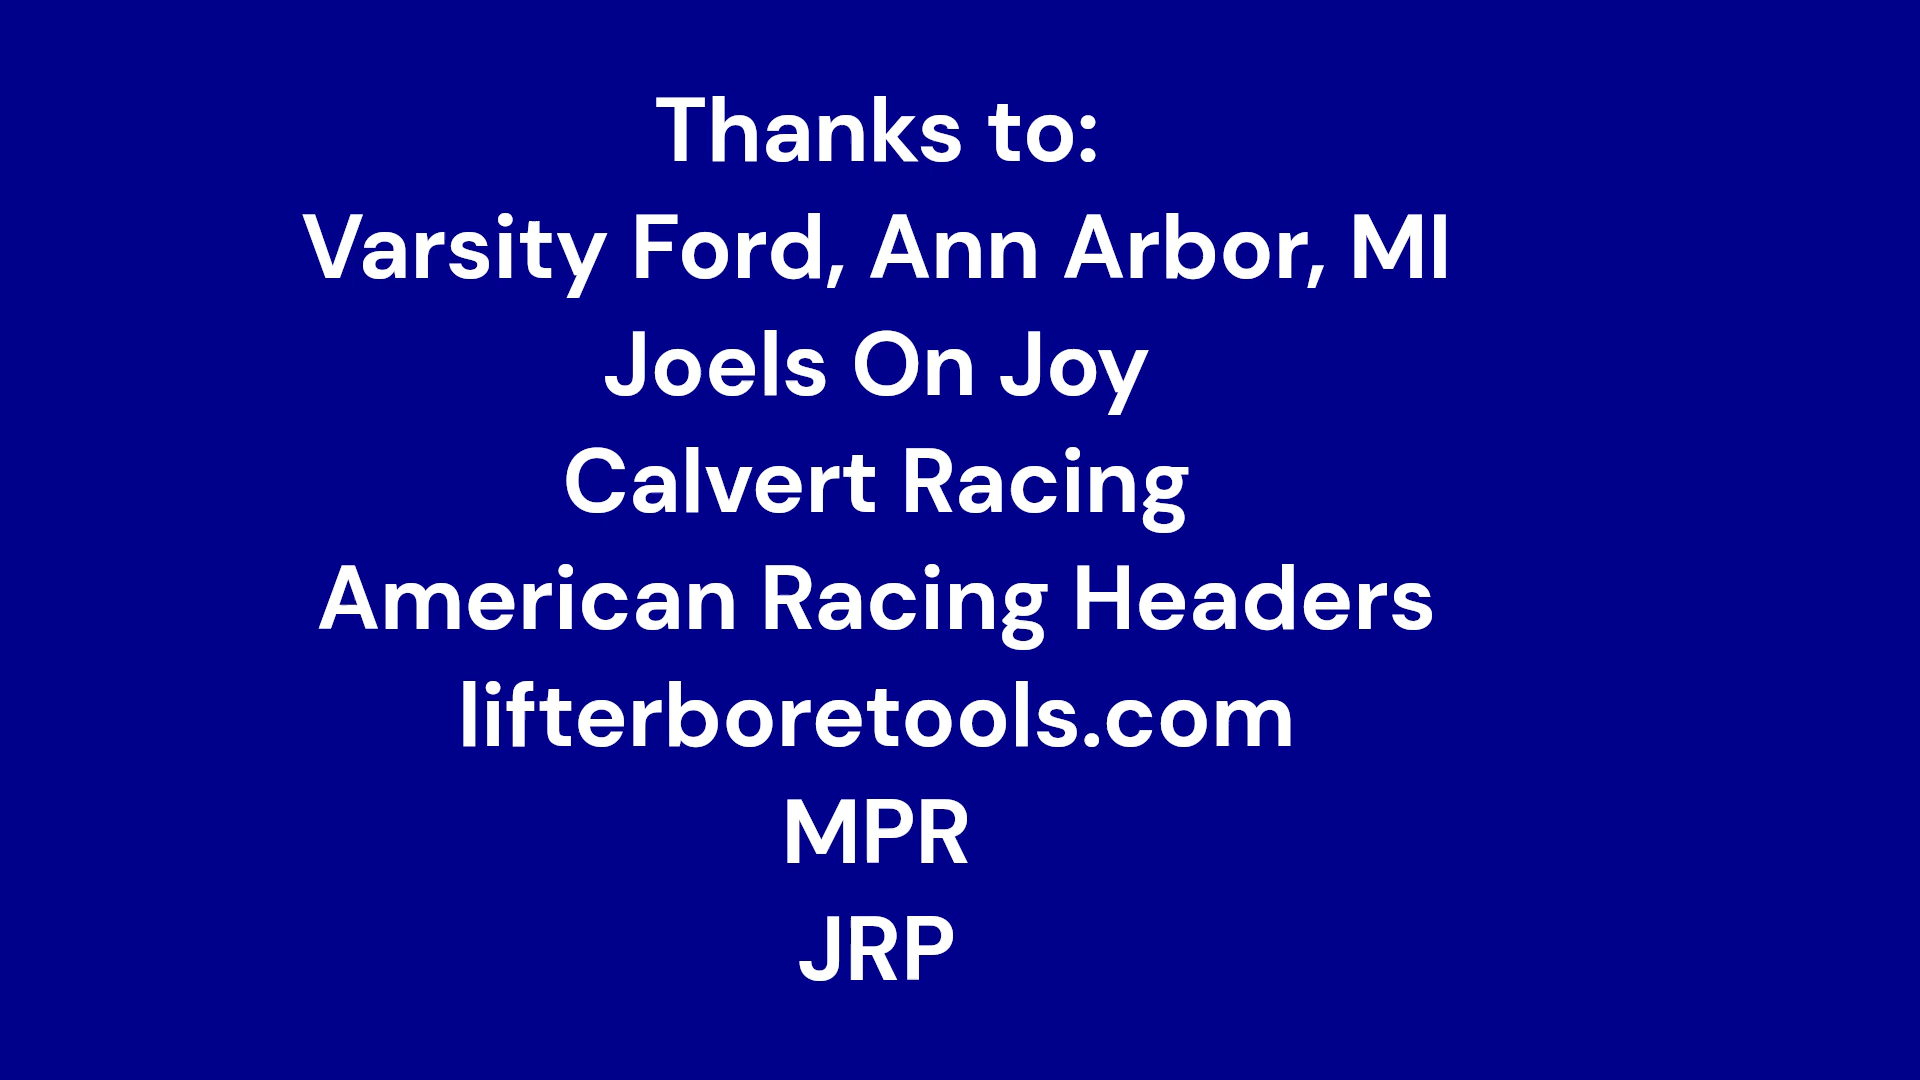 Thanks to:
Varsity Ford, Ann Arbor, MI
Joels On Joy
Calvert Racing
American Racing Headers
lifterboretools.com
MPR
JRP